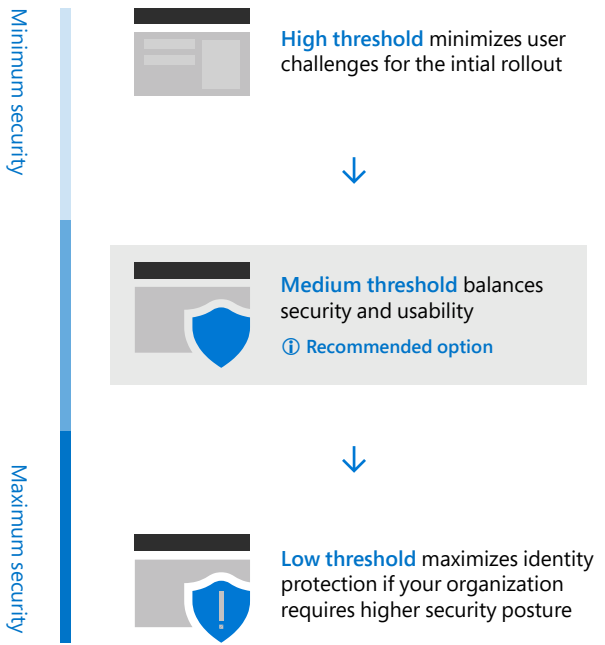 Minimum security
High threshold minimizes user
challenges for the intial rollout
Medium threshold balances
security and usability
Recommended option
Maximum security
Low threshold maximizes identity
protection if your organization
requires higher security posture